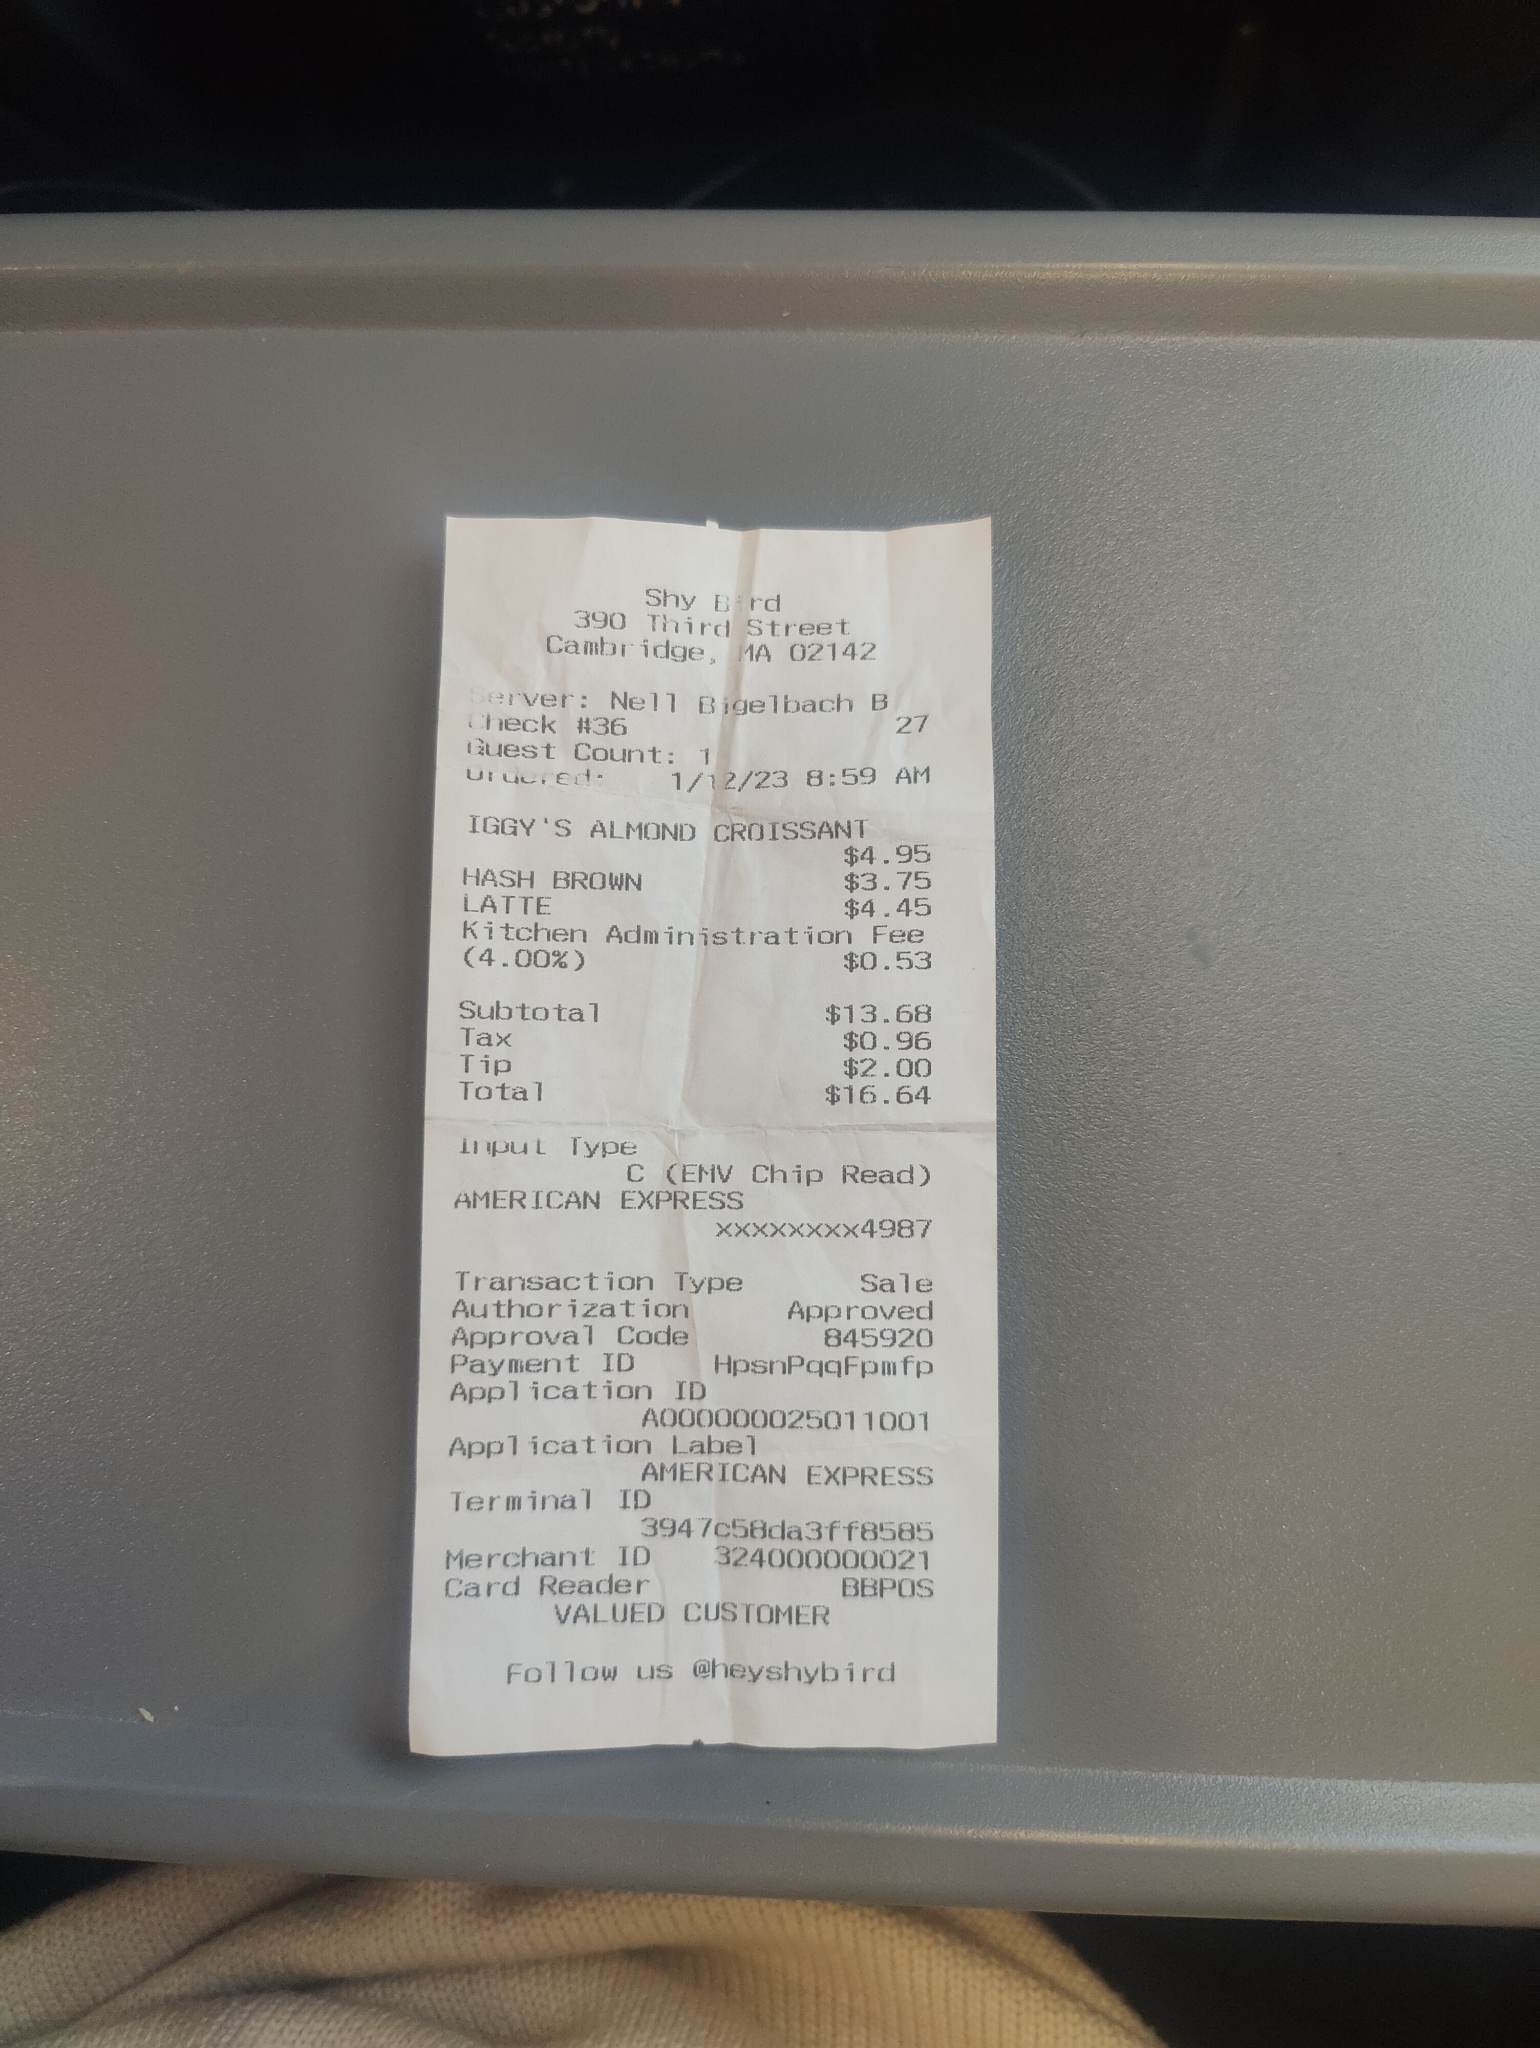 Shy Bird
390 Third Street
Cambridge, MA 02142
Server: Nell Bigelbach B
Check #36 27
Guest Count: 1
Ordered: 1/12/23 8:59 AM
IGGY'S ALMOND CROISSANT
$4.95
HASH BROWN $3.75
LATTE $4.45
Kitchen Administration Fee
(4.00%) $0.53
Subtotal $13.68
Tax $0.96
Tip $2.00
Total $16.64
Input Type
C (EMV Chip Read)
AMERICAN EXPRESS
xxxxxxxx4987
Transaction Type Sale
Authorization Approved
Approval Code 845920
Payment ID HpsnPqqFpmfp
Application ID
A000000025011001
Application Label
AMERICAN EXPRESS
Terminal ID
3947c58da3ff8585
Merchant ID 324000000021
Card Reader BBPOS
VALUED CUSTOMER
Follow us @heyshybird